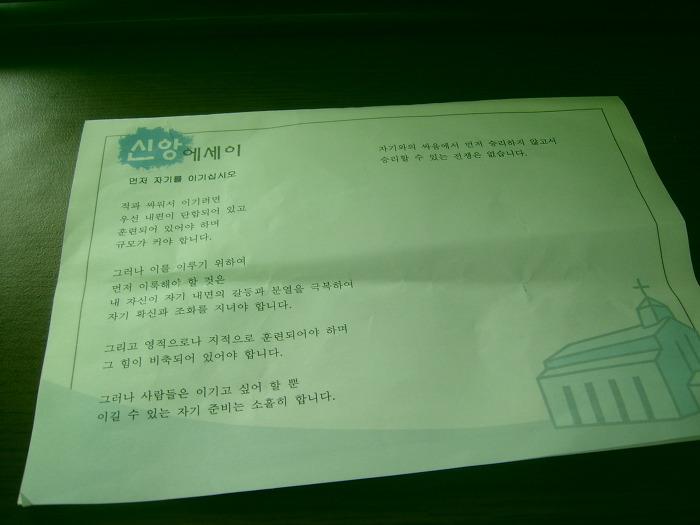 신앙에세이
먼저 자기를 이기십시오
적과 싸워서 이기려면
우선 내편이 단합되어 있고
훈련되어 있어야 하며
규모가 커야 합니다.
그러나 이를 이루기 위하여
먼저 이룩해야 할 것은
내 자신이 자기 내면의 갈등과 분열을 극복하여
자기 확신과 조화를 지녀야 합니다.
그리고 영적으로나 지적으로 훈련되어야 하며
그 힘이 비축되어 있어야 합니다.
그러나 사람들은 이기고 싶어 할 뿐
이길 수 있는 자기 준비는 소홀히 합니다.
자기와의 싸움에서 먼저 승리하지 않고서
승리할 수 있는 전쟁은 없습니다.